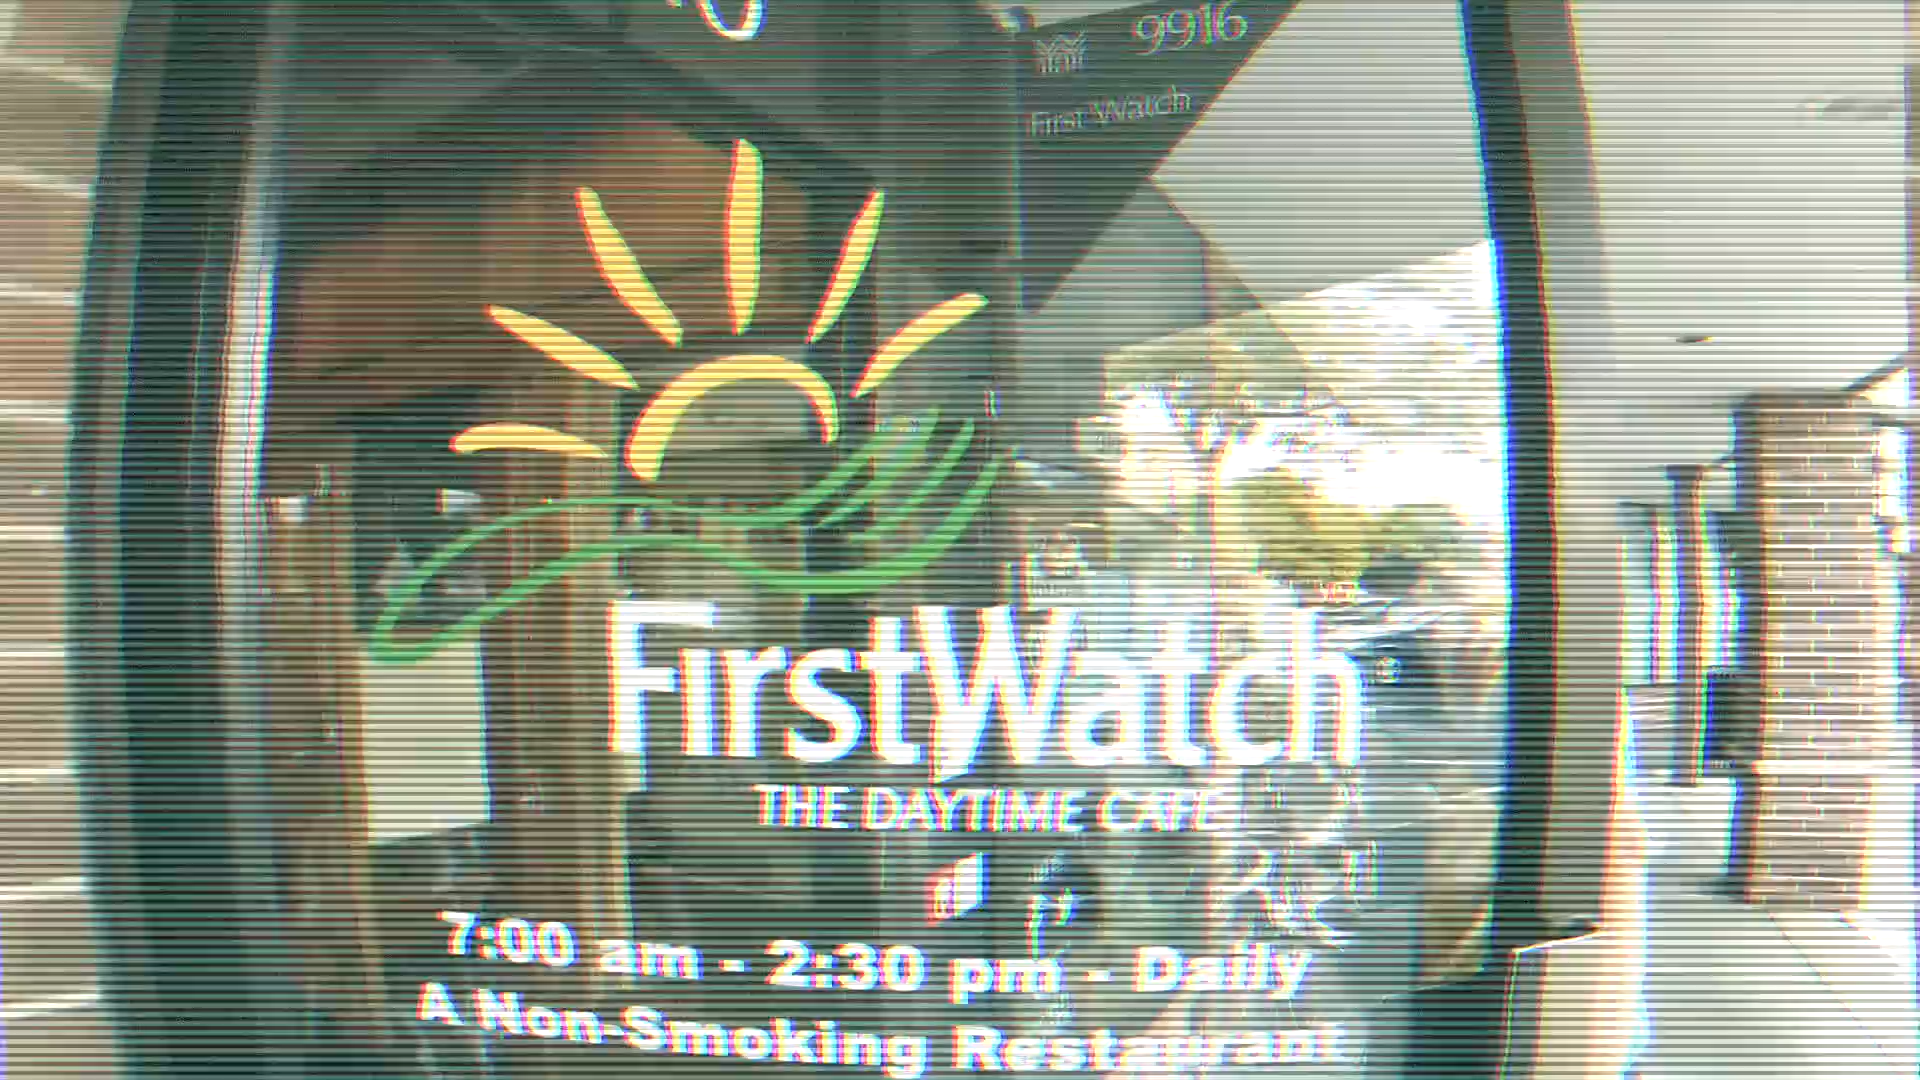 9916
First Watch
FirstWatch
THE DAYTIME CAFE
7:00 am - 2:30 pm - Daily
A Non-Smoking Restaurant